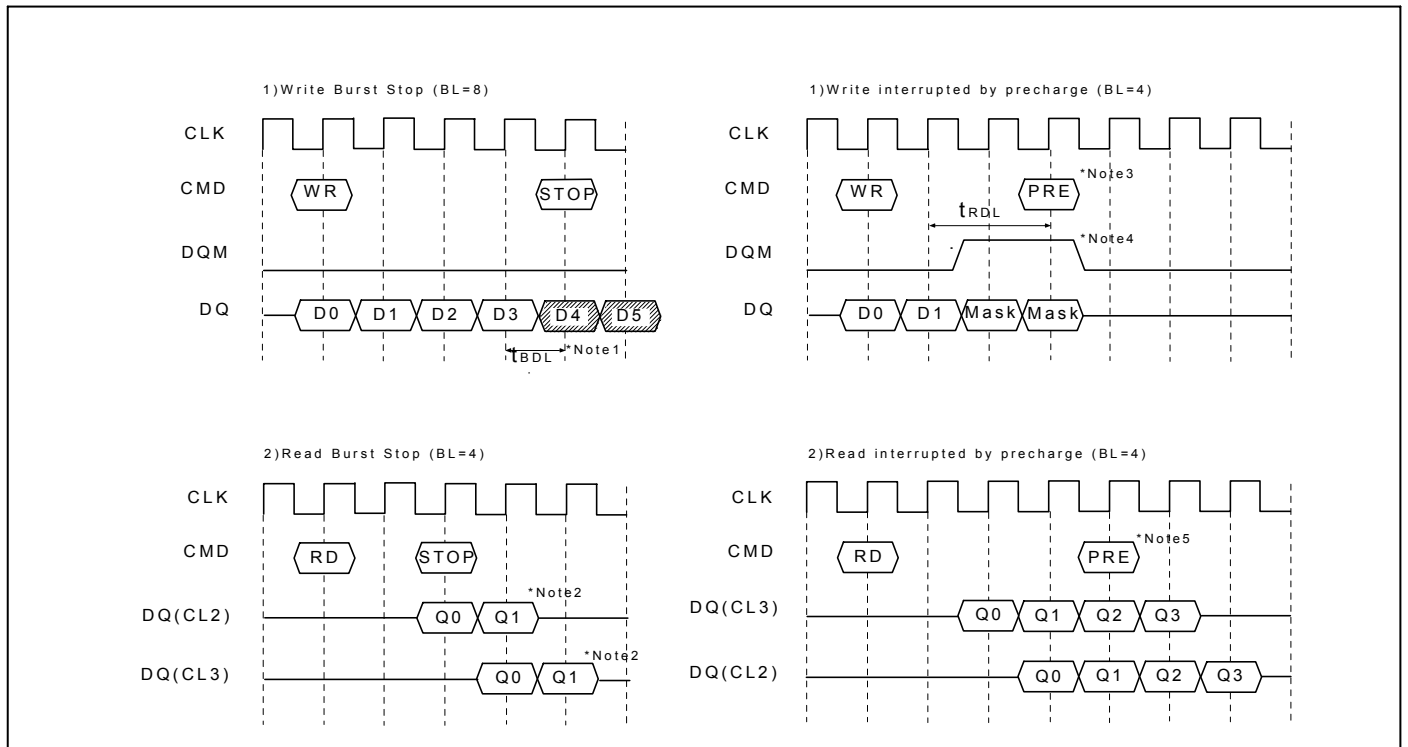 1)Write Burst Stop (BL=8)
CLK
CMD WR STOP
DQM
DQ D0 D1 D2 D3 D4 D5
tBDL *Note1
1)Write interrupted by precharge (BL=4)
CLK
CMD WR PRE *Note3
tRDL
DQM *Note4
DQ D0 D1 Mask Mask
2)Read Burst Stop (BL=4)
CLK
CMD RD STOP
DQ(CL2) Q0 Q1 *Note2
DQ(CL3) Q0 Q1 *Note2
2)Read interrupted by precharge (BL=4)
CLK
CMD RD PRE *Note5
DQ(CL3) Q0 Q1 Q2 Q3
DQ(CL2) Q0 Q1 Q2 Q3